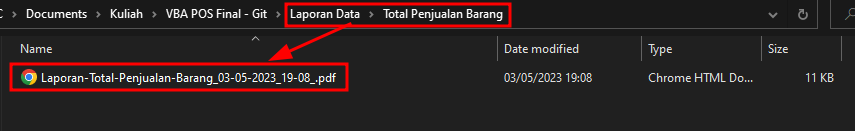 C > Documents > Kuliah > VBA POS Final - Git > Laporan Data > Total Penjualan Barang
Name Date modified Type Size
Laporan-Total-Penjualan-Barang_03-05-2023_19-08_.pdf 03/05/2023 19:08 Chrome HTML Do... 11 KB